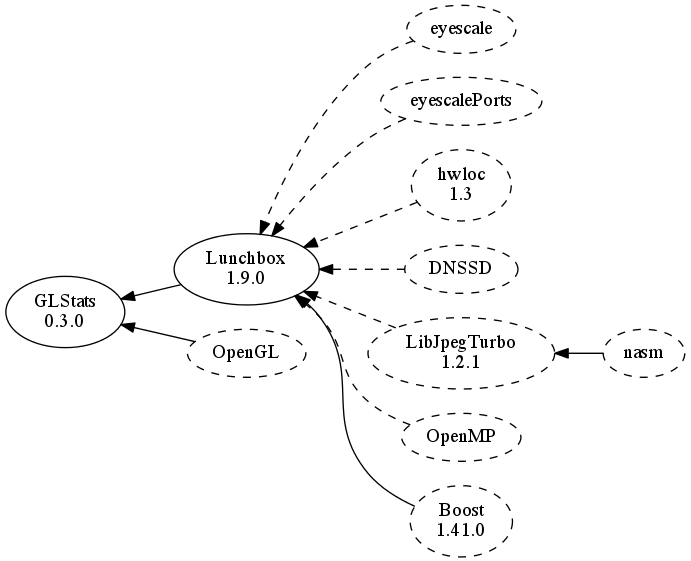 eyescale
eyescalePorts
hwloc
1.3
Lunchbox
1.9.0
DNSSD
GLStats
0.3.0
OpenGL
LibJpegTurbo
1.2.1
nasm
OpenMP
Boost
1.41.0